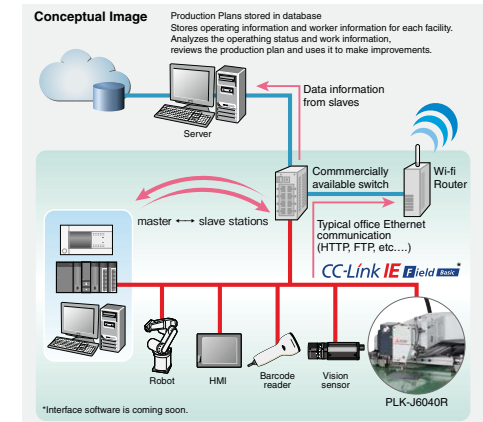 Conceptual Image
Production Plans stored in database
Stores operating information and worker information for each facility.
Analyzes the operathing status and work information,
reviews the production plan and uses it to make improvements.
Server
Data information
from slaves
Commmercially
available switch
Wi-fi
Router
master ←→ slave stations
Typical office Ethernet
communication
(HTTP, FTP, etc....)
CC-Link IE Field Basic*
Robot
HMI
Barcode
reader
Vision
sensor
PLK-J6040R
*Interface software is coming soon.